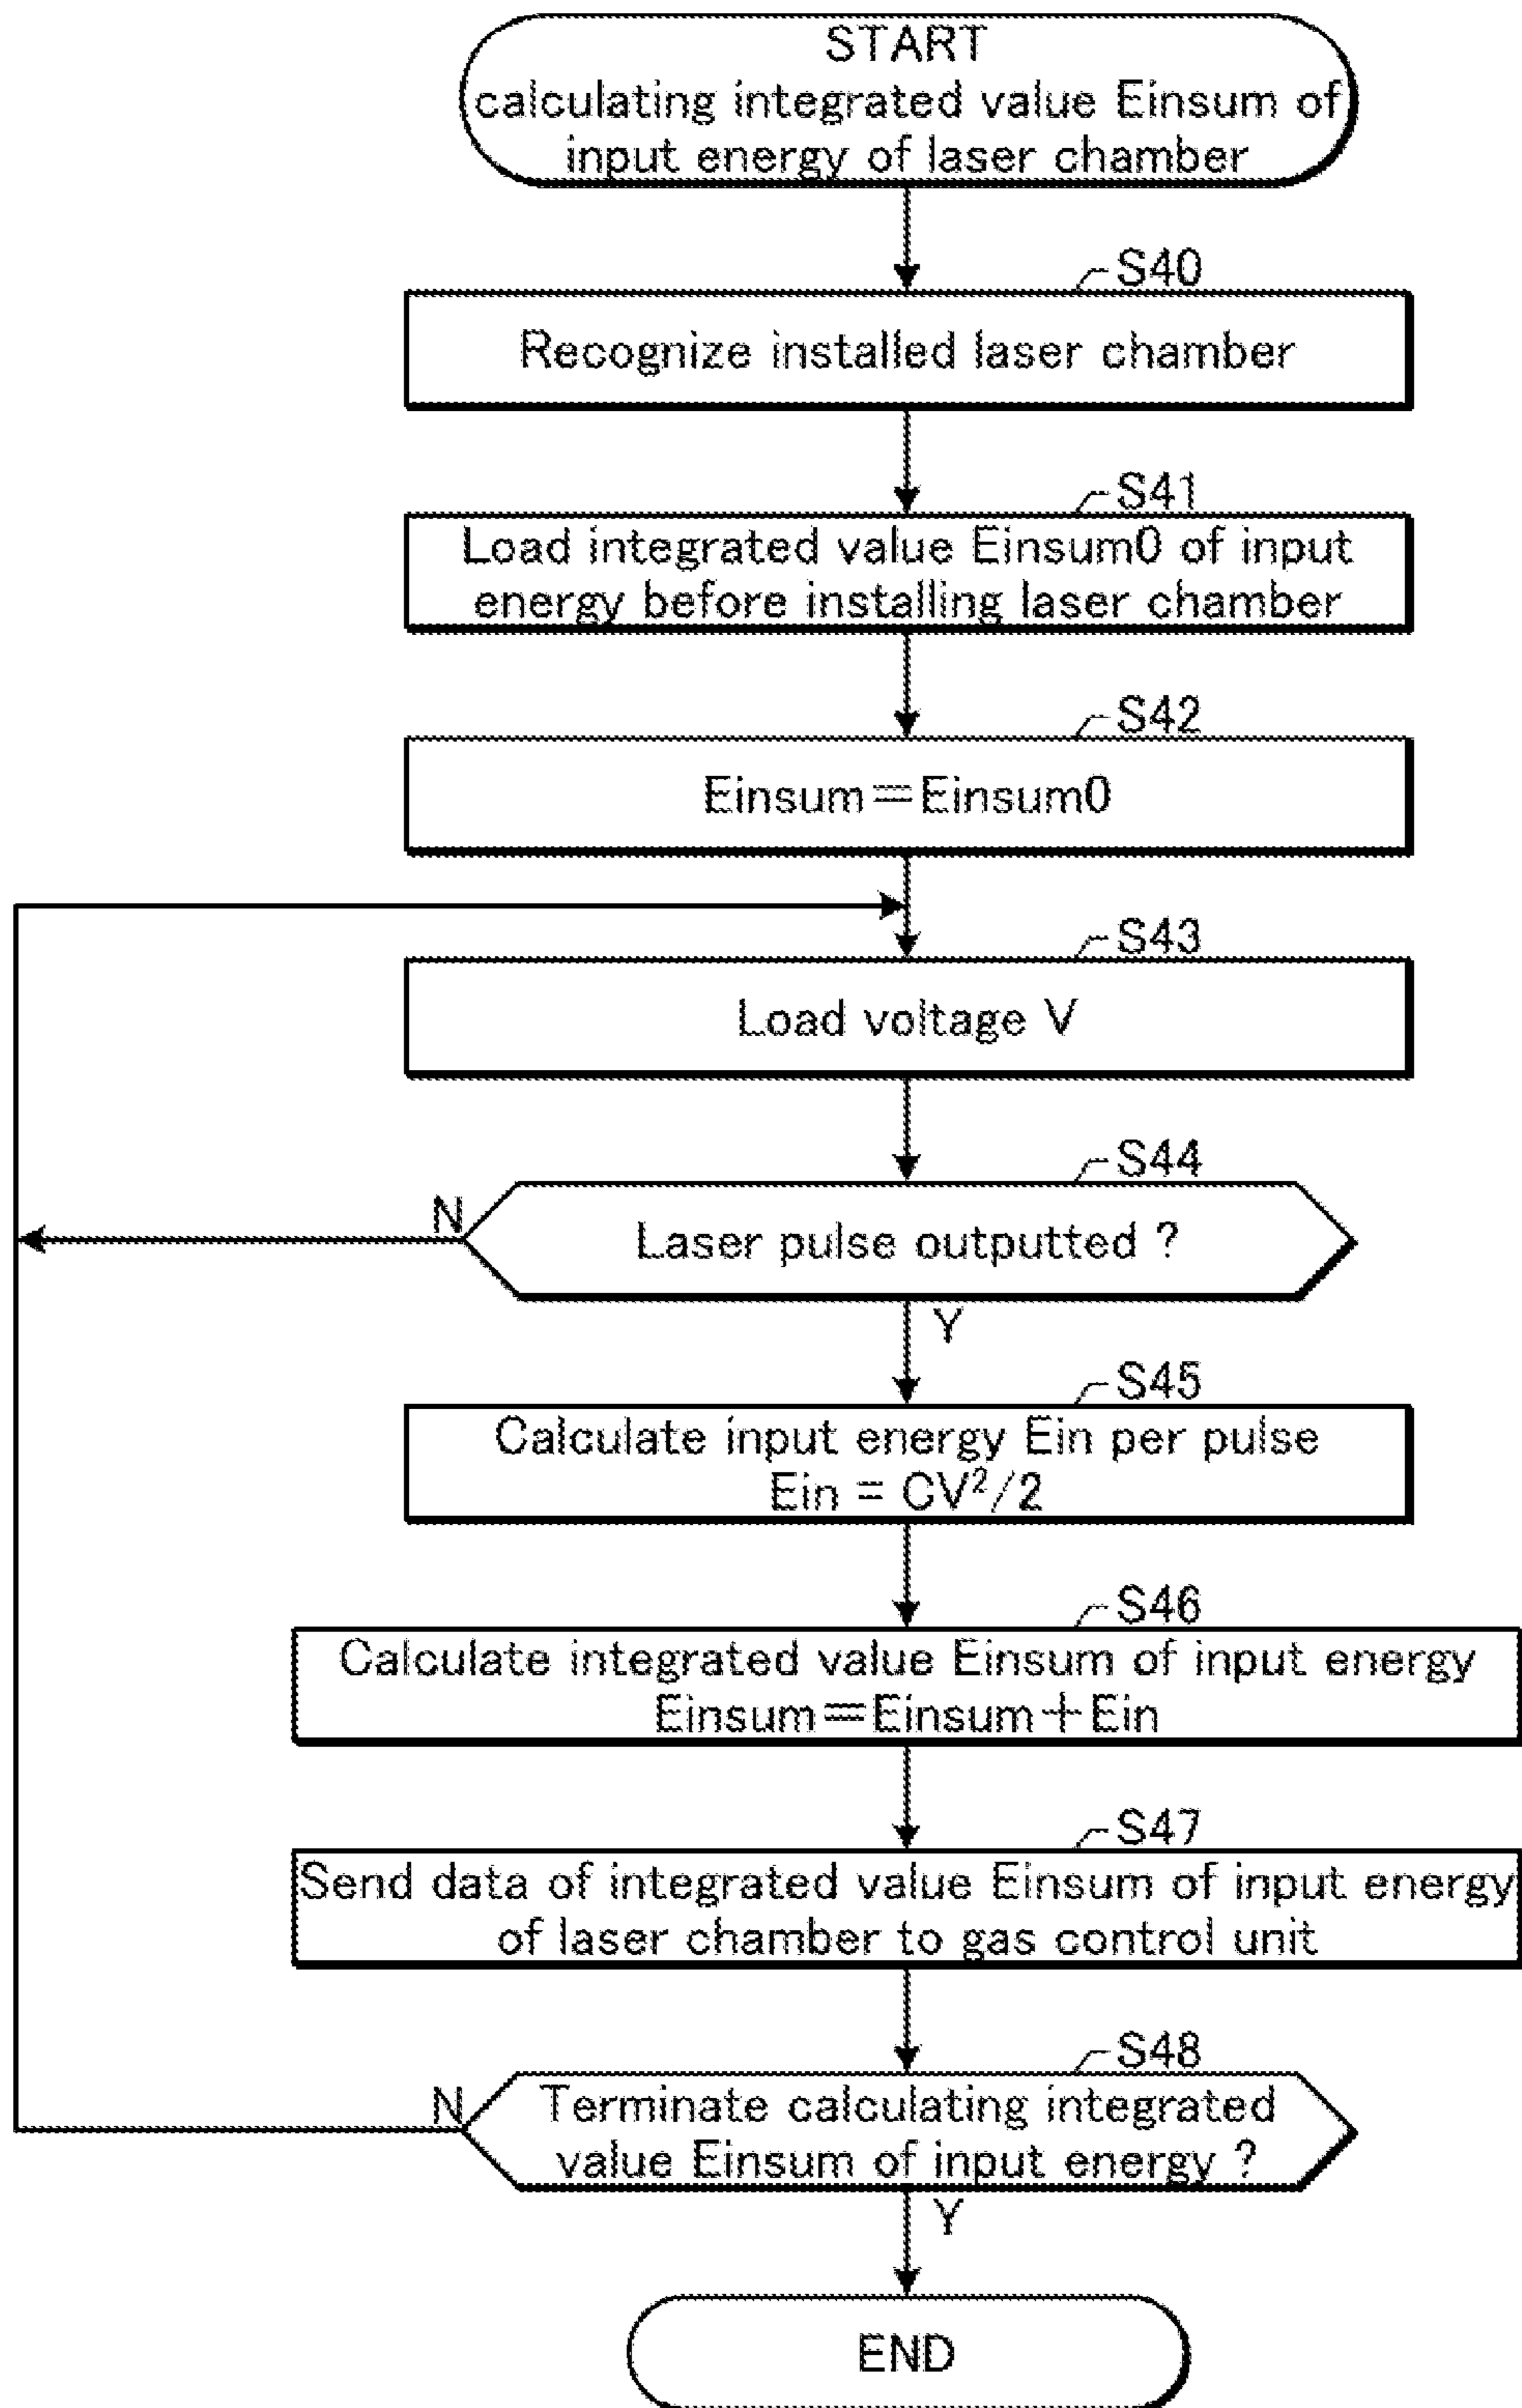 START
calculating integrated value Einsum of
input energy of laser chamber
S40
Recognize installed laser chamber
S41
Load integrated value Einsum0 of input
energy before installing laser chamber
S42
Einsum＝Einsum0
S43
Load voltage V
S44
N
Laser pulse outputted ?
Y
S45
Calculate input energy Ein per pulse
Ein = CV²/2
S46
Calculate integrated value Einsum of input energy
Einsum＝Einsum＋Ein
S47
Send data of integrated value Einsum of input energy
of laser chamber to gas control unit
S48
N
Terminate calculating integrated
value Einsum of input energy ?
Y
END